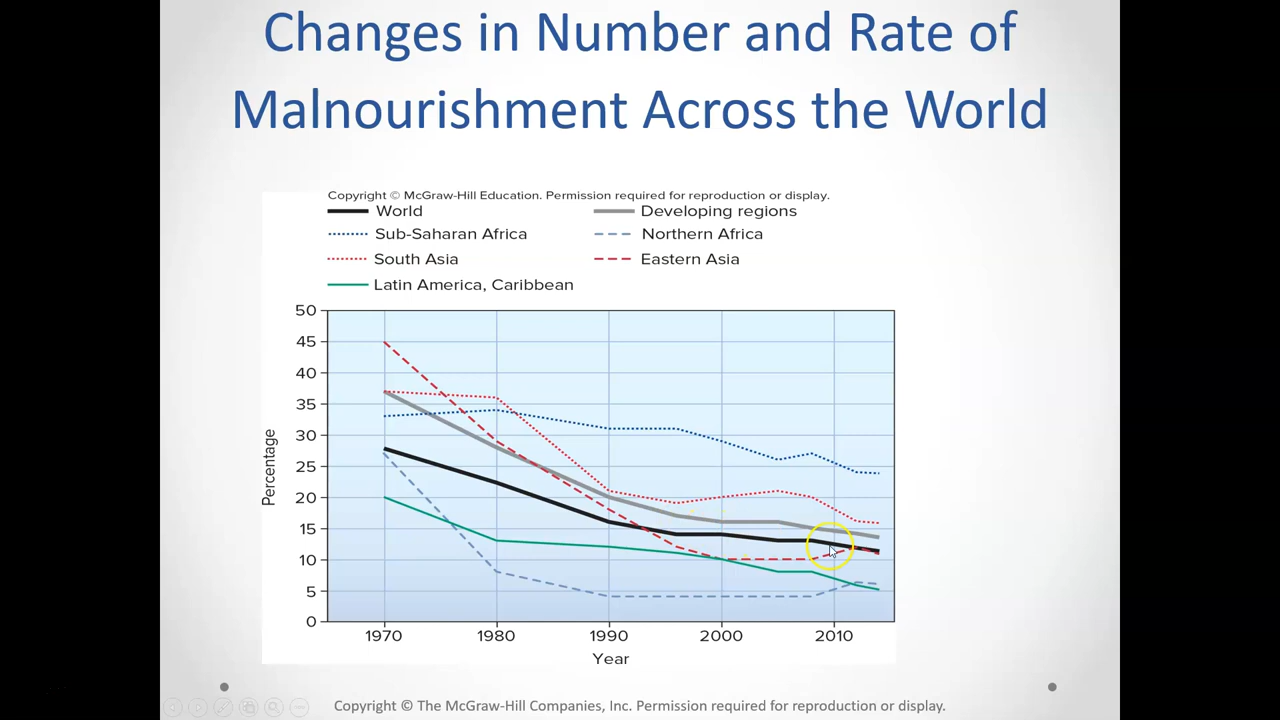 Changes in Number and Rate of
Malnourishment Across the World
Copyright © McGraw-Hill Education. Permission required for reproduction or display.
World Developing regions
Sub-Saharan Africa Northern Africa
South Asia Eastern Asia
Latin America, Caribbean
50
45
40
35
30
25
20
15
10
5
0
Percentage
1970 1980 1990 2000 2010
Year
Copyright © The McGraw-Hill Companies, Inc. Permission required for reproduction or display.